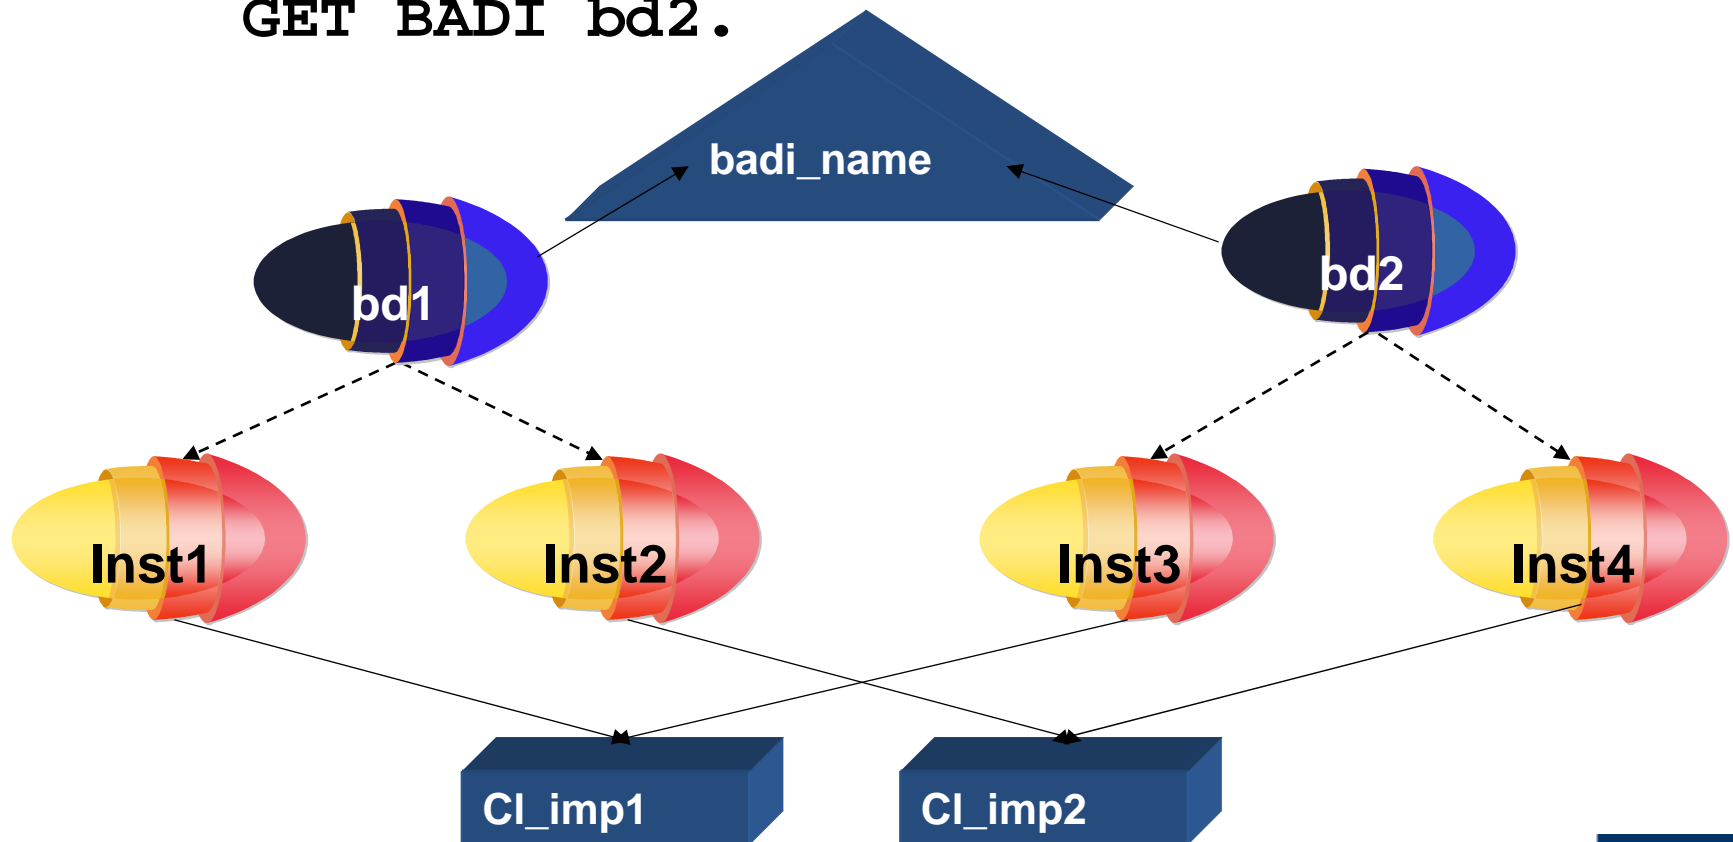 GET BADI bd2.
badi_name
bd1
bd2
Inst1
Inst2
Inst3
Inst4
Cl_imp1
Cl_imp2